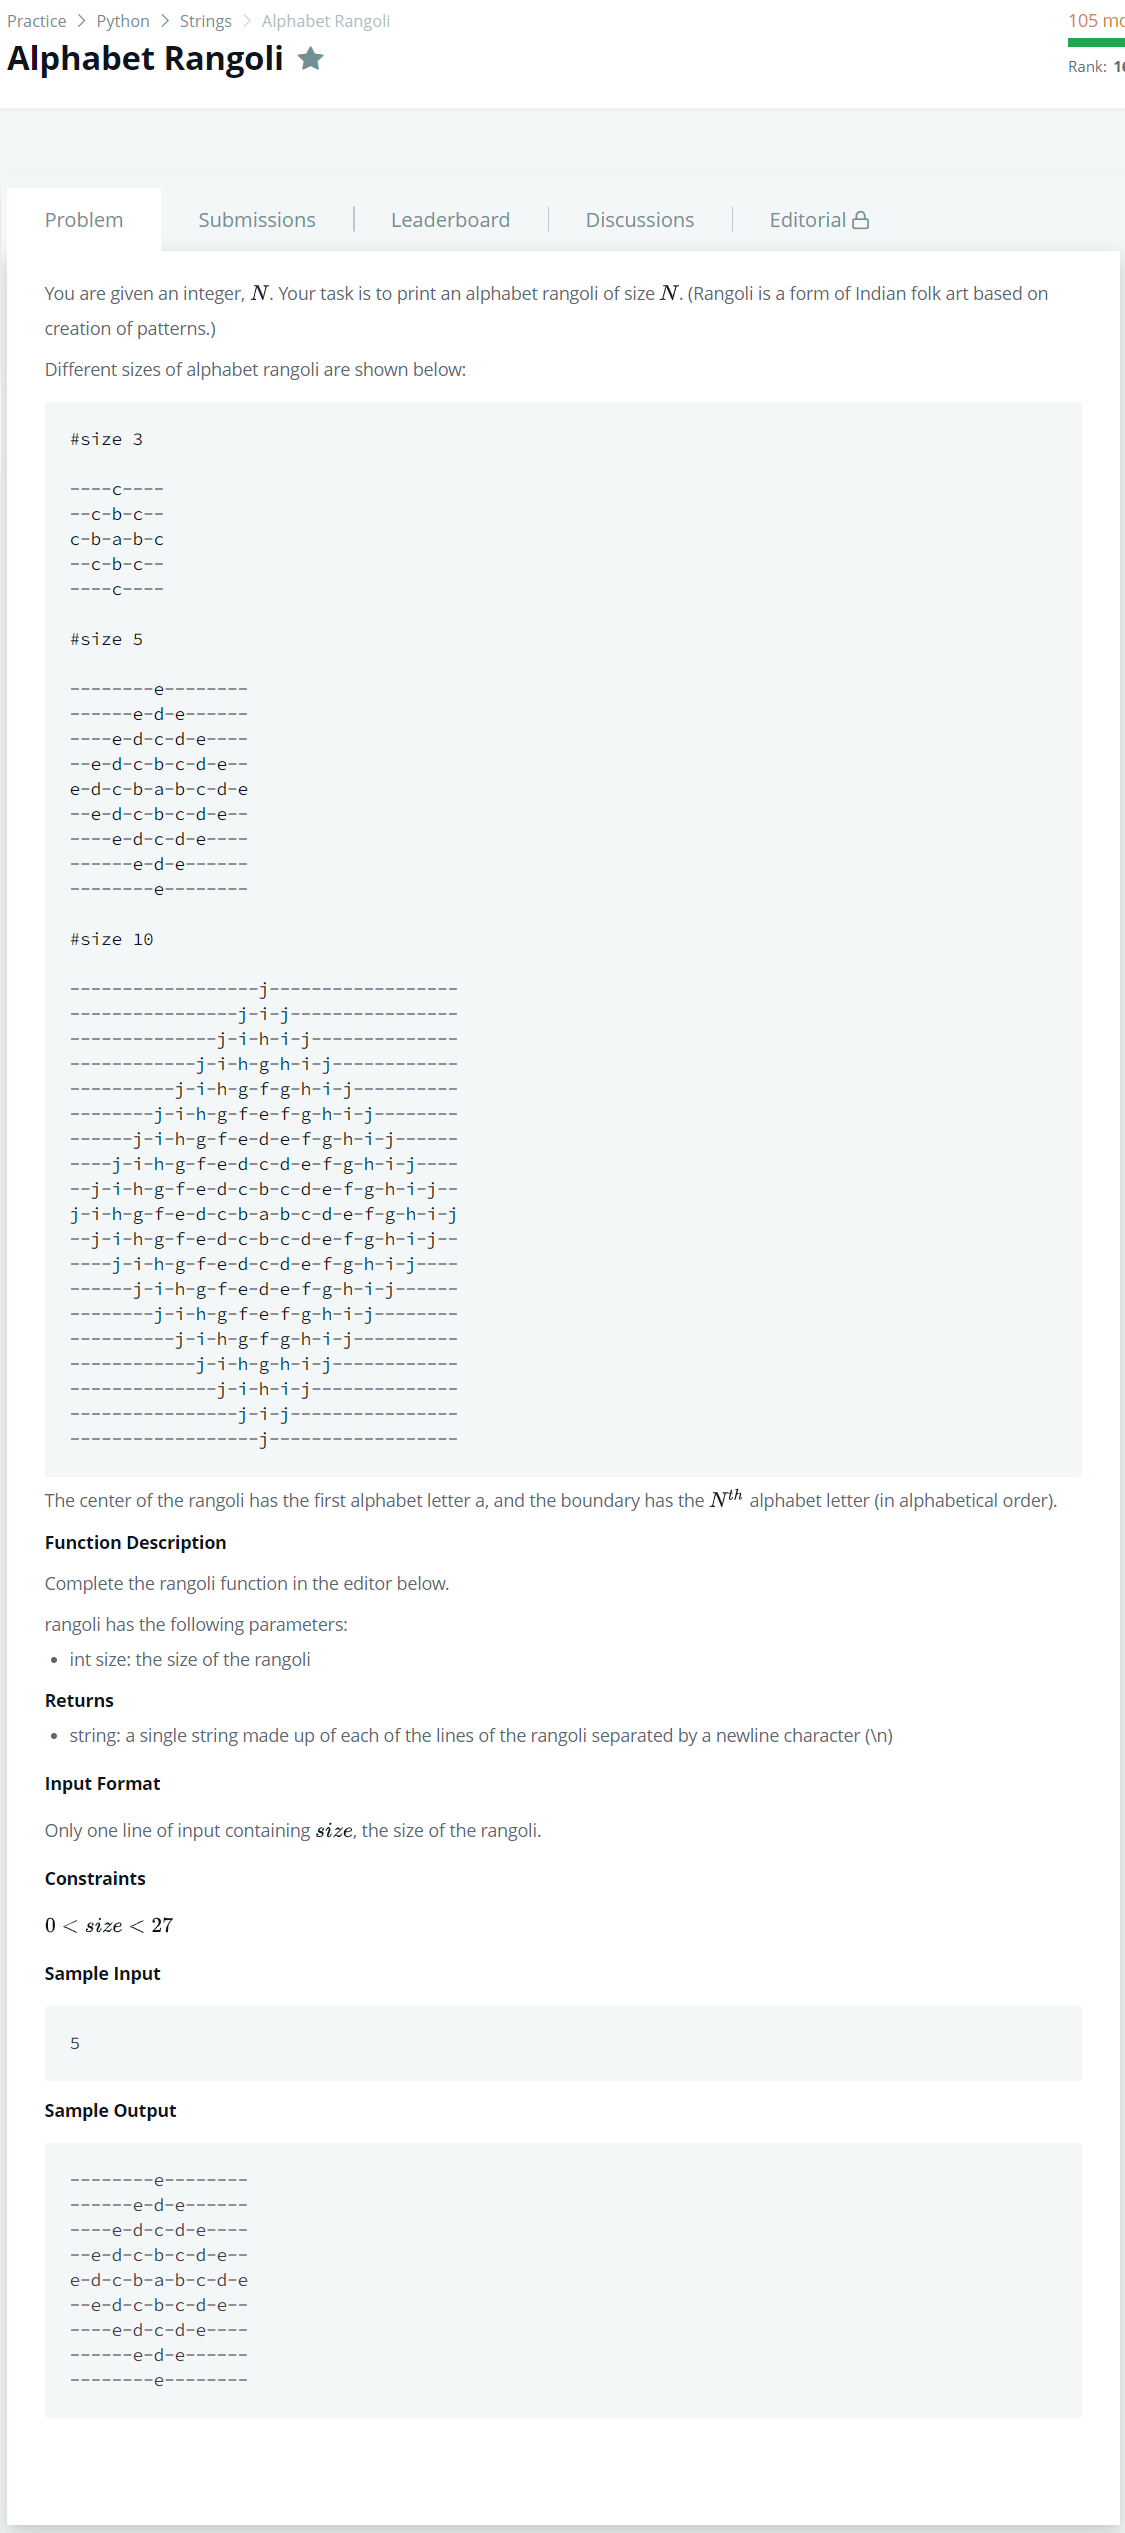 Practice > Python > Strings > Alphabet Rangoli
105 mo
Alphabet Rangoli ★
Rank: 16
Problem
Submissions
Leaderboard
Discussions
Editorial
You are given an integer, N. Your task is to print an alphabet rangoli of size N. (Rangoli is a form of Indian folk art based on
creation of patterns.)
Different sizes of alphabet rangoli are shown below:
#size 3
----c----
--c-b-c--
c-b-a-b-c
--c-b-c--
----c----
#size 5
--------e--------
------e-d-e------
----e-d-c-d-e----
--e-d-c-b-c-d-e--
e-d-c-b-a-b-c-d-e
--e-d-c-b-c-d-e--
----e-d-c-d-e----
------e-d-e------
--------e--------
#size 10
------------------j------------------
----------------j-i-j----------------
--------------j-i-h-i-j--------------
------------j-i-h-g-h-i-j------------
----------j-i-h-g-f-g-h-i-j----------
--------j-i-h-g-f-e-f-g-h-i-j--------
------j-i-h-g-f-e-d-e-f-g-h-i-j------
----j-i-h-g-f-e-d-c-d-e-f-g-h-i-j----
--j-i-h-g-f-e-d-c-b-c-d-e-f-g-h-i-j--
j-i-h-g-f-e-d-c-b-a-b-c-d-e-f-g-h-i-j
--j-i-h-g-f-e-d-c-b-c-d-e-f-g-h-i-j--
----j-i-h-g-f-e-d-c-d-e-f-g-h-i-j----
------j-i-h-g-f-e-d-e-f-g-h-i-j------
--------j-i-h-g-f-e-f-g-h-i-j--------
----------j-i-h-g-f-g-h-i-j----------
------------j-i-h-g-h-i-j------------
--------------j-i-h-i-j--------------
----------------j-i-j----------------
------------------j------------------
The center of the rangoli has the first alphabet letter a, and the boundary has the Nth alphabet letter (in alphabetical order).
Function Description
Complete the rangoli function in the editor below.
rangoli has the following parameters:
• int size: the size of the rangoli
Returns
• string: a single string made up of each of the lines of the rangoli separated by a newline character (\n)
Input Format
Only one line of input containing size, the size of the rangoli.
Constraints
0 < size < 27
Sample Input
5
Sample Output
--------e--------
------e-d-e------
----e-d-c-d-e----
--e-d-c-b-c-d-e--
e-d-c-b-a-b-c-d-e
--e-d-c-b-c-d-e--
----e-d-c-d-e----
------e-d-e------
--------e--------